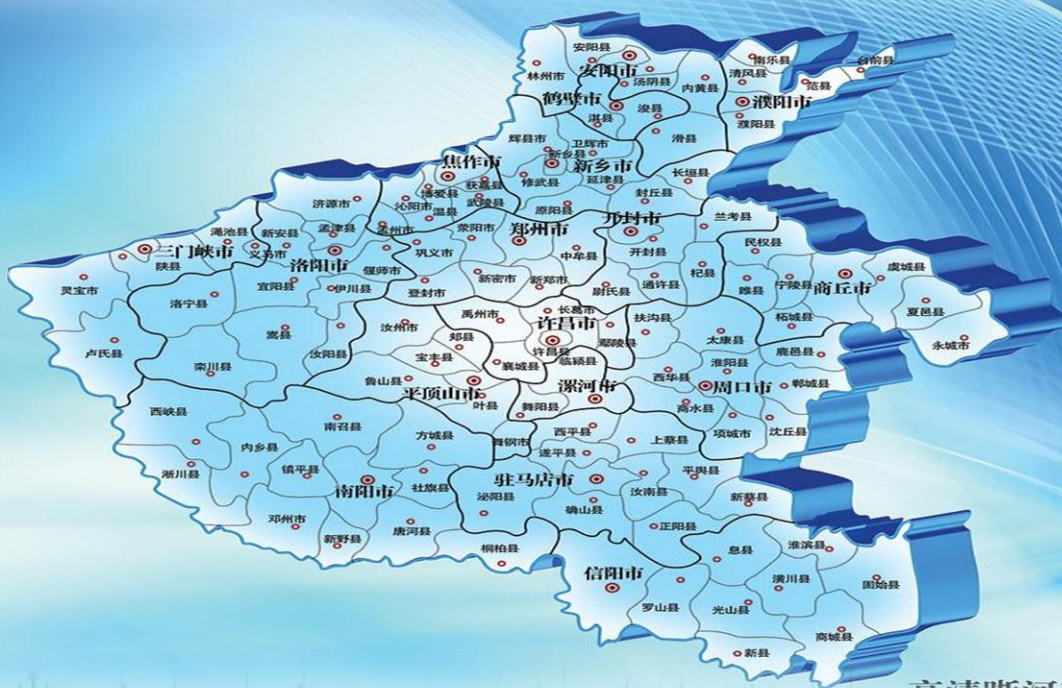 安阳县
南乐县
台前县
林州市
安阳市
汤阴县
内黄县
清风县
范县
鹤壁市
浚县
濮阳市
淇县
濮阳县
辉县市
卫辉市
滑县
新乡县
焦作市
新乡市
长垣县
博爱县
获嘉县
修武县
延津县
封丘县
济源市
沁阳市
武陵县
温县
原阳县
开封市
兰考县
渑池县
新安县
孟津县
孟州市
荥阳市
郑州市
民权县
三门峡市
义马市
洛阳市
偃师市
巩义市
中牟县
开封县
陕县
杞县
虞城县
灵宝市
洛宁县
宜阳县
伊川县
登封市
新密市
新郑市
尉氏县
通许县
睢县
宁陵县
商丘市
夏邑县
禹州市
长葛市
许昌市
扶沟县
柘城县
汝州市
嵩县
郏县
鄢陵县
太康县
永城市
卢氏县
汝阳县
宝丰县
许昌县
临颍县
鹿邑县
栾川县
襄城县
淮阳县
鲁山县
平顶山市
漯河市
西华县
周口市
郸城县
叶县
舞阳县
商水县
西峡县
南召县
方城县
舞钢市
西平县
上蔡县
项城市
沈丘县
内乡县
遂平县
淅川县
镇平县
南阳市
社旗县
驻马店市
汝南县
平舆县
泌阳县
确山县
新蔡县
邓州市
新野县
唐河县
正阳县
桐柏县
息县
淮滨县
信阳市
潢川县
固始县
罗山县
光山县
商城县
新县